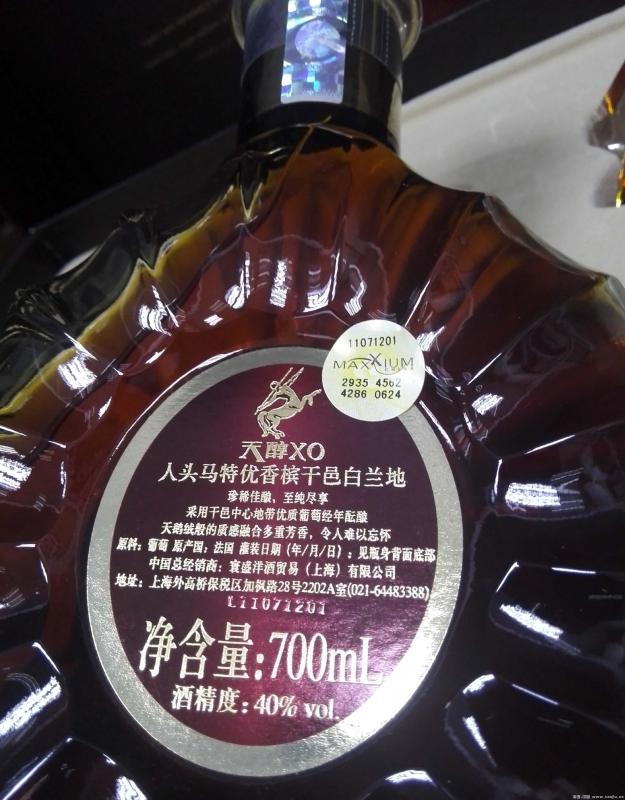 11071201
MAXXIUM
2935 4562
4286 0624
天醇XO
人头马特优香槟干邑白兰地
珍稀佳酿，至纯尽享
采用干邑中心地带优质葡萄经年酝酿
天鹅绒般的质感融合多重芳香，令人难以忘怀
原料：葡萄 原产国：法国 灌装日期（年/月/日）：见瓶身背面底部
中国总经销商：寰盛洋酒贸易（上海）有限公司
地址：上海外高桥保税区加枫路28号2202A室(021-64483388)
L11071201
净含量:700mL
酒精度:40% vol.